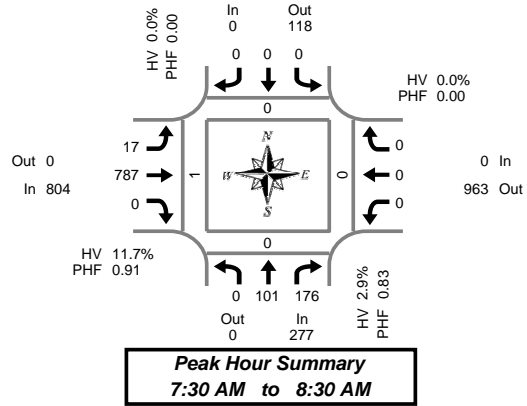 In
0
Out
118
HV 0.0%
PHF 0.00
0 0 0
HV 0.0%
PHF 0.00
0
17
0
Out 0
787
1
N
W E
S
0
0
0 In
In 804
963 Out
0
0
0
HV 11.7%
PHF 0.91
0 101 176
HV 2.9%
PHF 0.83
Out
0
In
277
Peak Hour Summary
7:30 AM to 8:30 AM